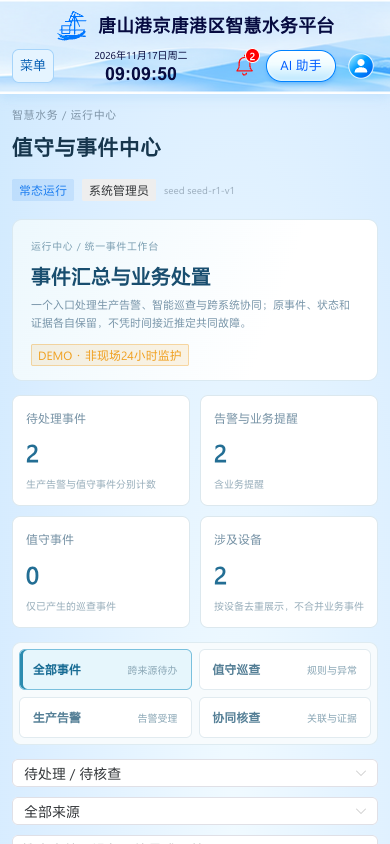 唐山港京唐港区智慧水务平台
菜单
2026年11月17日周二
09:09:50
2
AI 助手
智慧水务 / 运行中心
值守与事件中心
常态运行
系统管理员
seed seed-r1-v1
运行中心 / 统一事件工作台
事件汇总与业务处置
一个入口处理生产告警、智能巡查与跨系统协同；原事件、状态和
证据各自保留，不凭时间接近推定共同故障。
DEMO · 非现场24小时监护
待处理事件
2
生产告警与值守事件分别计数
告警与业务提醒
2
含业务提醒
值守事件
0
仅已产生的巡查事件
涉及设备
2
按设备去重展示，不合并业务事件
全部事件
跨来源待办
值守巡查
规则与异常
生产告警
告警受理
协同核查
关联与证据
待处理 / 待核查
全部来源